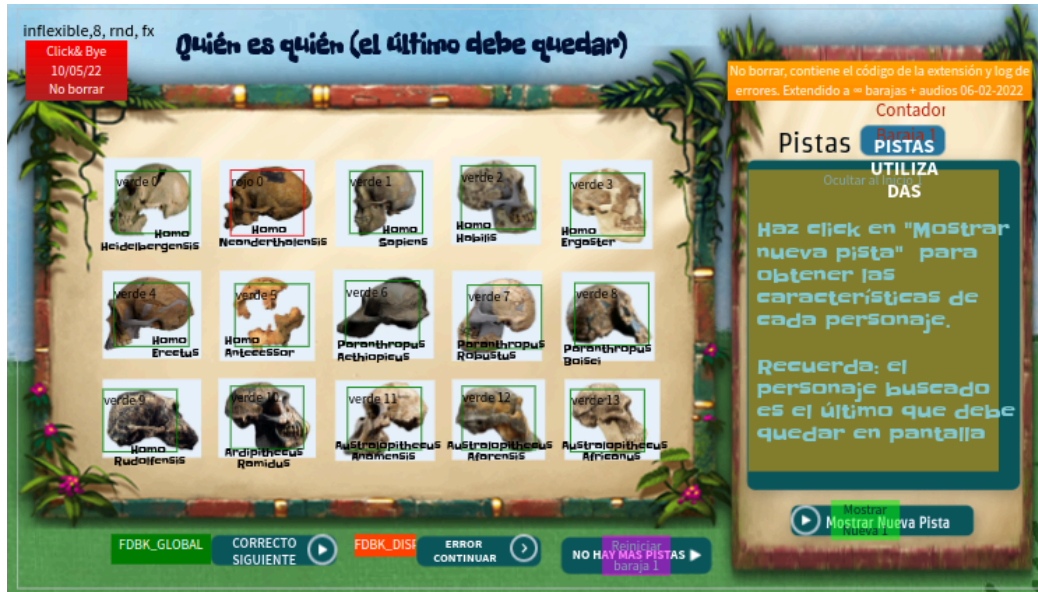 inflexible,8, rnd, fx
Click& Bye
10/05/22
No borrar
Quién es quién (el último debe quedar)
No borrar, contiene el código de la extensión y log de
errores. Extendido a ∞ barajas + audios 06-02-2022
Contador
Baraja 1
Pistas
PISTAS
UTILIZA
DAS
Ocultar al Inicio 1
verde 0
Homo
Heidelbergensis
rojo 0
Homo
Neanderthalensis
verde 1
Homo
Sapiens
verde 2
Homo
Habilis
verde 3
Homo
Ergaster
verde 4
Homo
Erectus
verde 5
Homo
Antecessor
verde 6
Paranthropus
Aethiopicus
verde 7
Paranthropus
Robustus
verde 8
Paranthropus
Boisei
verde 9
Homo
Rudolfensis
verde 10
Ardipithecus
Ramidus
verde 11
Australopithecus
Anamensis
verde 12
Australopithecus
Afarensis
verde 13
Australopithecus
Africanus
Haz click en "Mostrar
nueva pista" para
obtener las
características de
cada personaje.
Recuerda: el
personaje buscado
es el último que debe
quedar en pantalla
Mostrar
Nueva 1
Mostrar Nueva Pista
FDBK_GLOBAL
CORRECTO
SIGUIENTE
FDBK_DISP
ERROR
CONTINUAR
NO HAY MAS PISTAS
Reiniciar
baraja 1